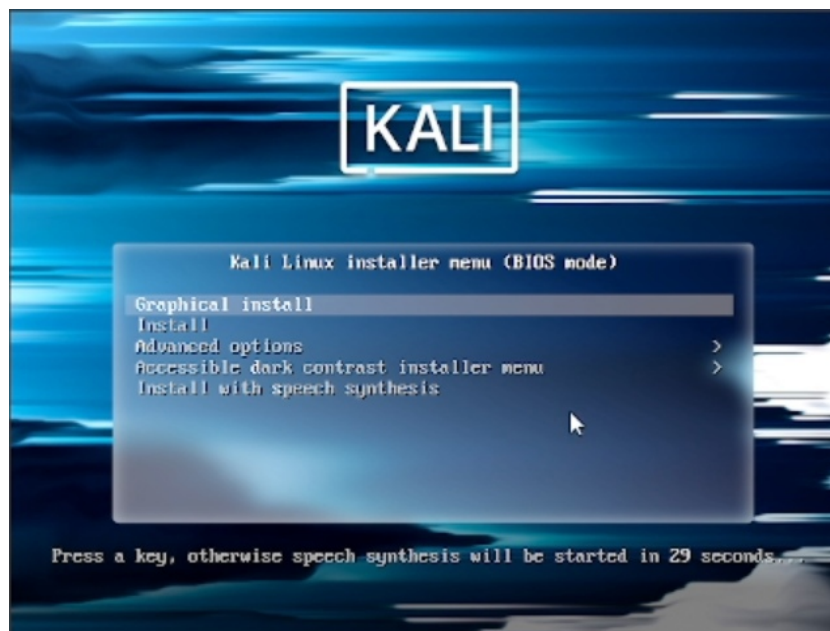 KALI
Kali Linux installer menu (BIOS mode)
Graphical install
Install
Advanced options >
Accessible dark contrast installer menu >
Install with speech synthesis
Press a key, otherwise speech synthesis will be started in 29 seconds...